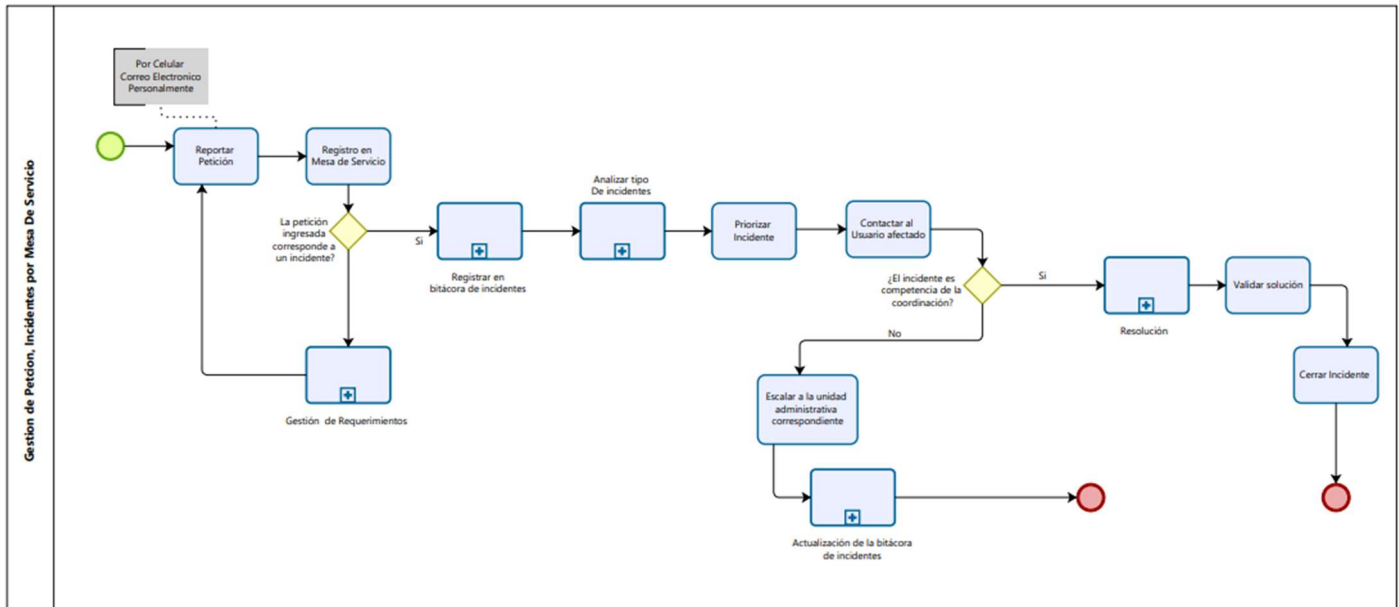 Gestion de Petcion, Incidentes por Mesa De Servicio
Por Celular
Correo Electronico
Personalmente
Reportar
Petición
Registro en
Mesa de Servicio
La petición
ingresada
corresponde a
un incidente?
Si
Registrar en
bitácora de incidentes
Analizar tipo
De incidentes
Priorizar
Incidente
Contactar al
Usuario afectado
¿El incidente es
competencia de la
coordinación?
Si
Resolución
Validar solución
Cerrar Incidente
No
Escalar a la unidad
administrativa
correspondiente
Gestión de Requerimientos
Actualización de la bitácora
de incidentes